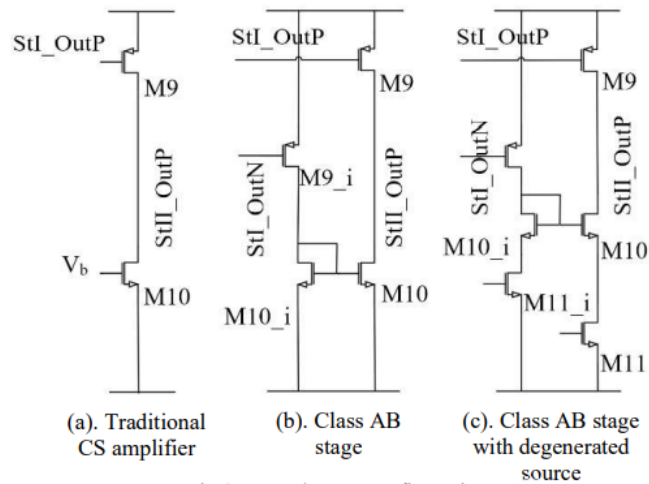 StI_OutP
M9
StII_OutP
Vb
M10
(a). Traditional
CS amplifier
StI_OutP
M9
StI_OutN
M9_i
StII_OutP
M10_i
M10
(b). Class AB
stage
StI_OutP
M9
StI_OutN
StII_OutP
M10_i
M10
M11_i
M11
(c). Class AB stage
with degenerated
source